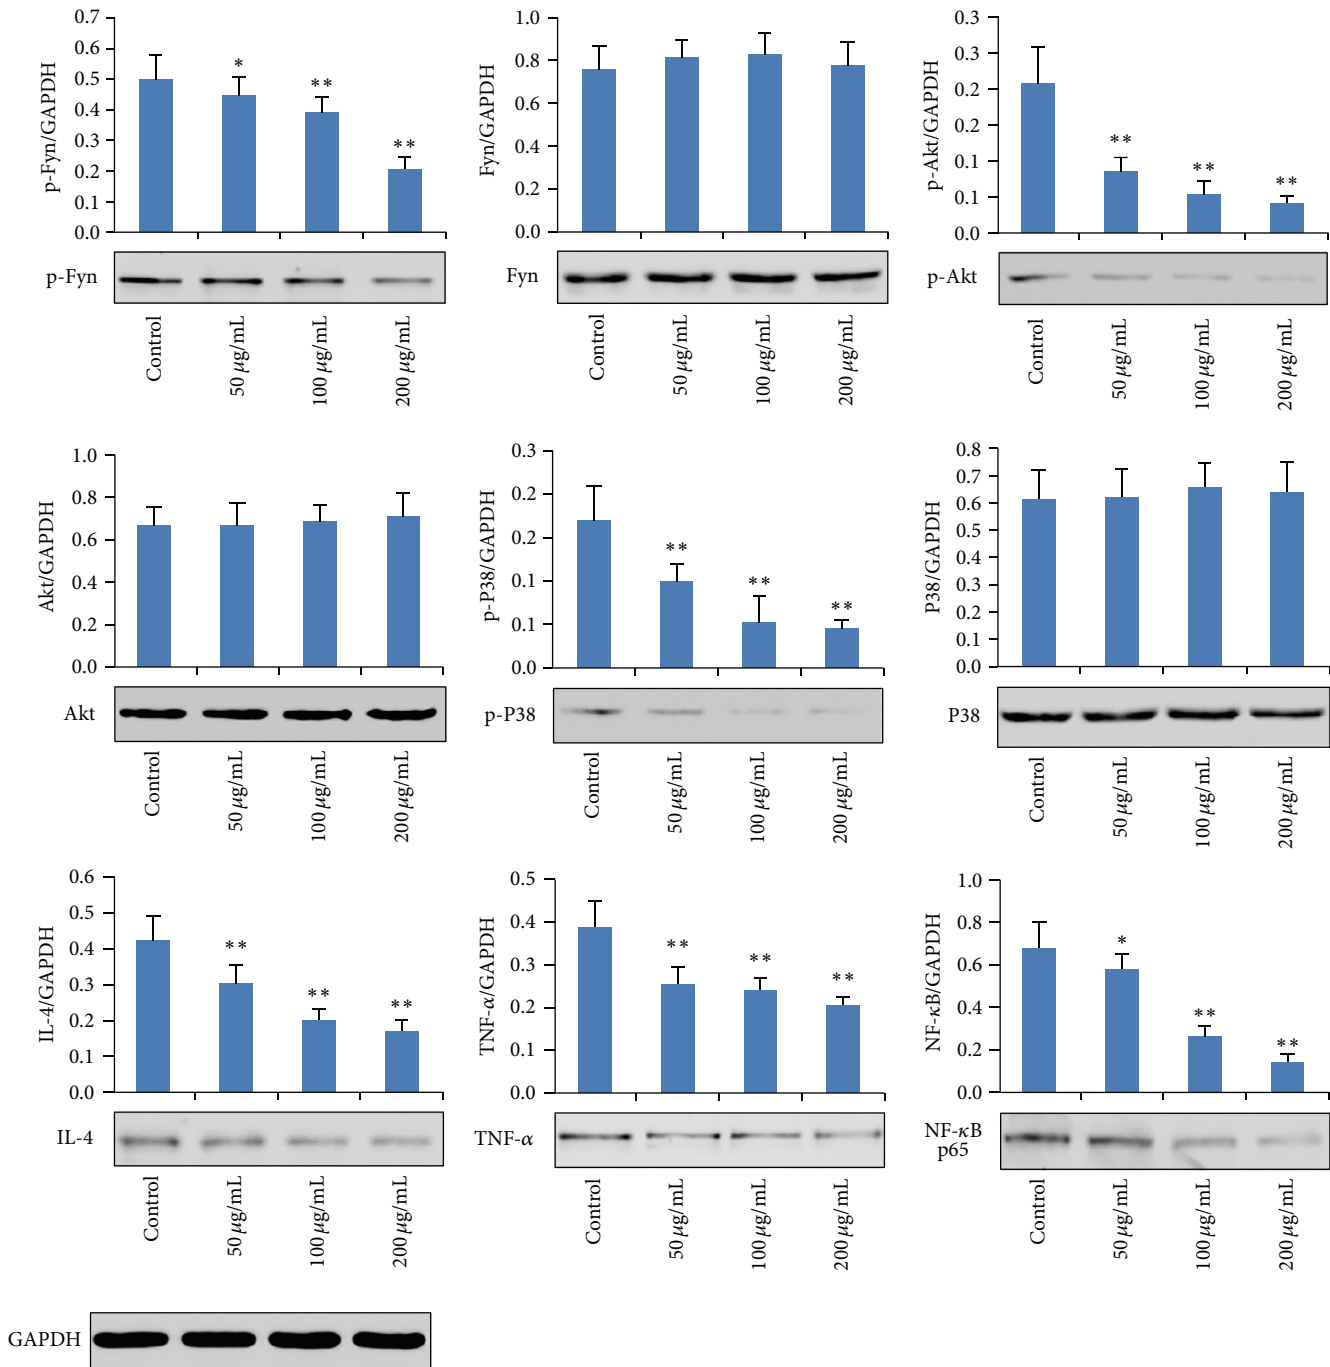 0.7
0.6
0.5
0.4
0.3
0.2
0.1
0.0
p-Fyn/GAPDH
*
**
**
p-Fyn
Control
50 µg/mL
100 µg/mL
200 µg/mL
1.0
0.8
0.6
0.4
0.2
0.0
Fyn/GAPDH
Fyn
Control
50 µg/mL
100 µg/mL
200 µg/mL
0.3
0.3
0.2
0.2
0.1
0.1
0.0
p-Akt/GAPDH
**
**
**
p-Akt
Control
50 µg/mL
100 µg/mL
200 µg/mL
1.0
0.8
0.6
0.4
0.2
0.0
Akt/GAPDH
Akt
Control
50 µg/mL
100 µg/mL
200 µg/mL
0.3
0.2
0.2
0.1
0.1
0.0
p-P38/GAPDH
**
**
**
p-P38
Control
50 µg/mL
100 µg/mL
200 µg/mL
0.8
0.7
0.6
0.5
0.4
0.3
0.2
0.1
0.0
P38/GAPDH
P38
Control
50 µg/mL
100 µg/mL
200 µg/mL
0.6
0.5
0.4
0.3
0.2
0.1
0.0
IL-4/GAPDH
**
**
**
IL-4
Control
50 µg/mL
100 µg/mL
200 µg/mL
0.5
0.4
0.3
0.2
0.1
0.0
TNF-α/GAPDH
**
**
**
TNF-α
Control
50 µg/mL
100 µg/mL
200 µg/mL
1.0
0.8
0.6
0.4
0.2
0.0
NF-κB/GAPDH
*
**
**
NF-κB
p65
Control
50 µg/mL
100 µg/mL
200 µg/mL
GAPDH